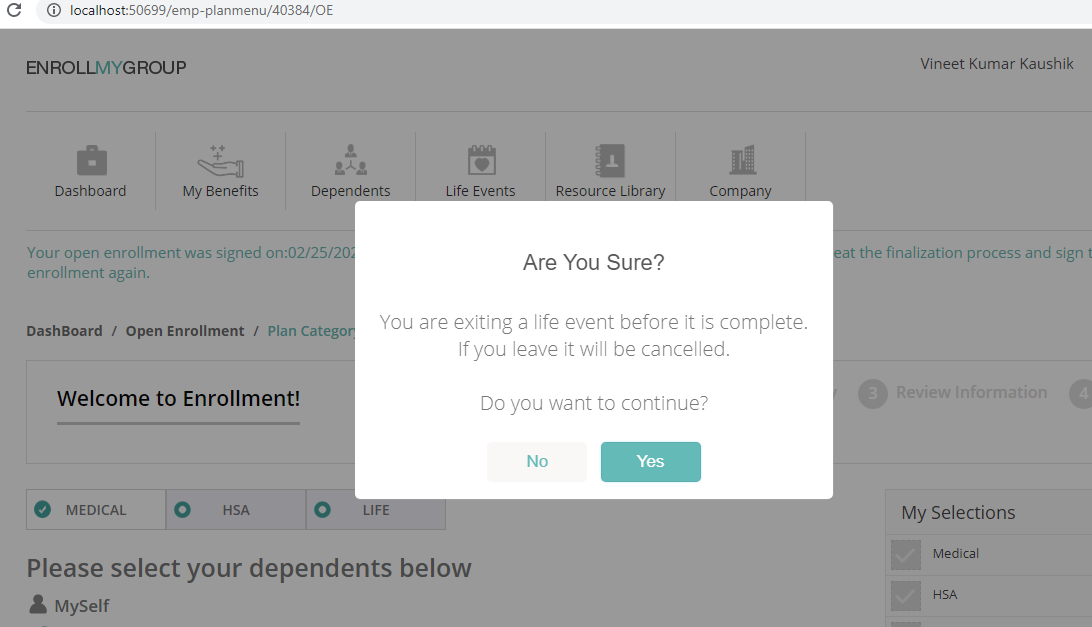 localhost:50699/emp-planmenu/40384/OE
ENROLLMYGROUP
Vineet Kumar Kaushik
Dashboard
My Benefits
Dependents
Life Events
Resource Library
Company
Your open enrollment was signed on:02/25/202
eat the finalization process and sign t
enrollment again.
DashBoard / Open Enrollment / Plan Category
3 Review Information 4
Welcome to Enrollment!
Are You Sure?
You are exiting a life event before it is complete.
If you leave it will be cancelled.
Do you want to continue?
No
Yes
MEDICAL
HSA
LIFE
Please select your dependents below
MySelf
My Selections
Medical
HSA